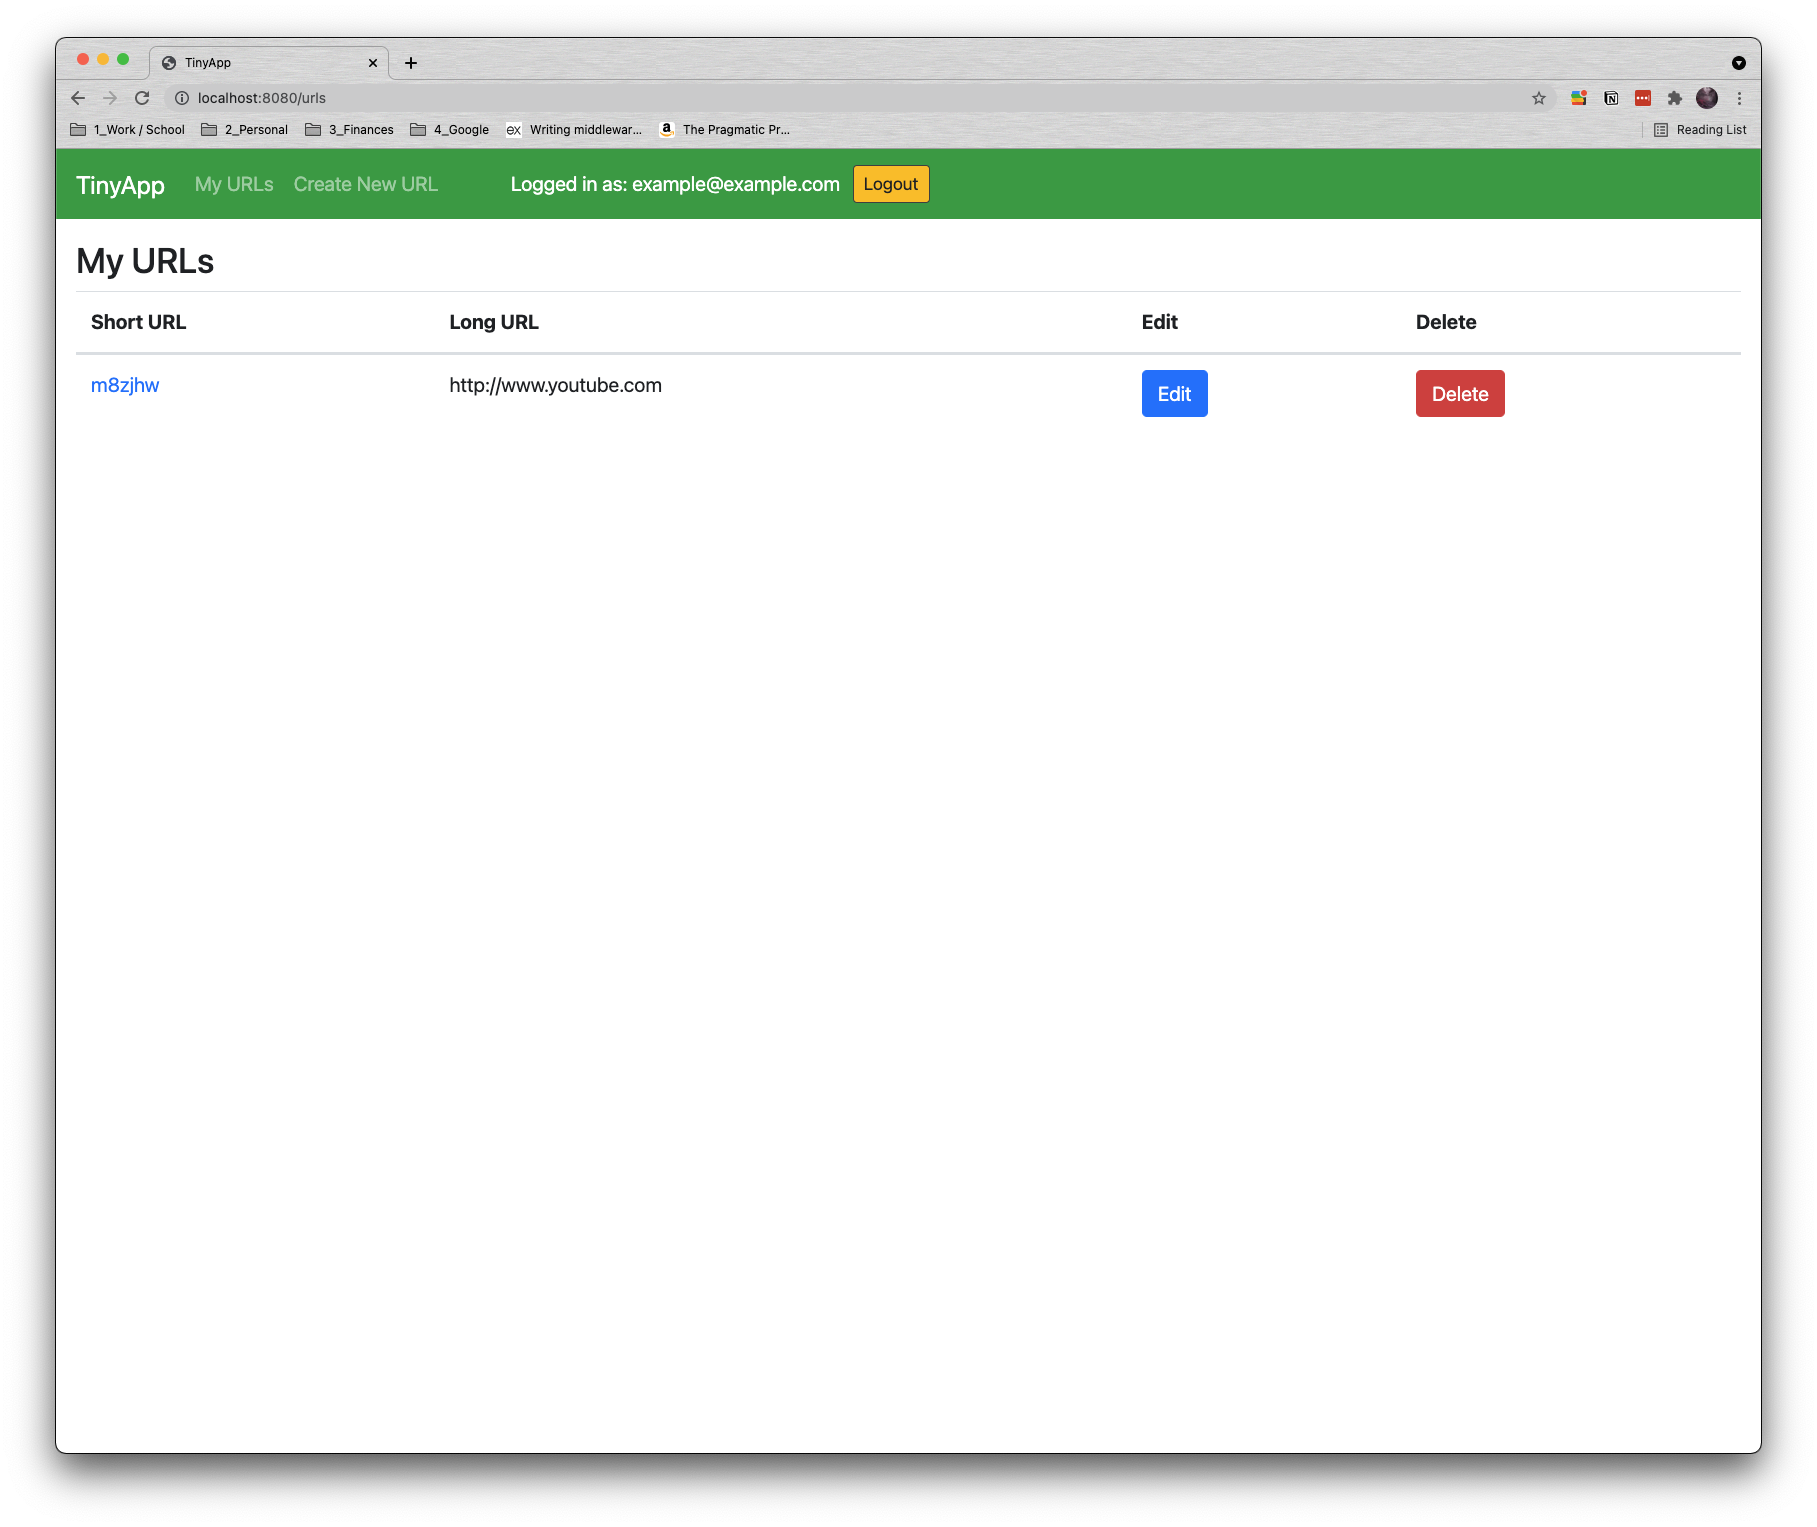 TinyApp
localhost:8080/urls
1_Work / School 2_Personal 3_Finances 4_Google ex Writing middlewar... a The Pragmatic Pr... Reading List
TinyApp My URLs Create New URL Logged in as: example@example.com Logout
My URLs
Short URL Long URL Edit Delete
m8zjhw http://www.youtube.com Edit Delete